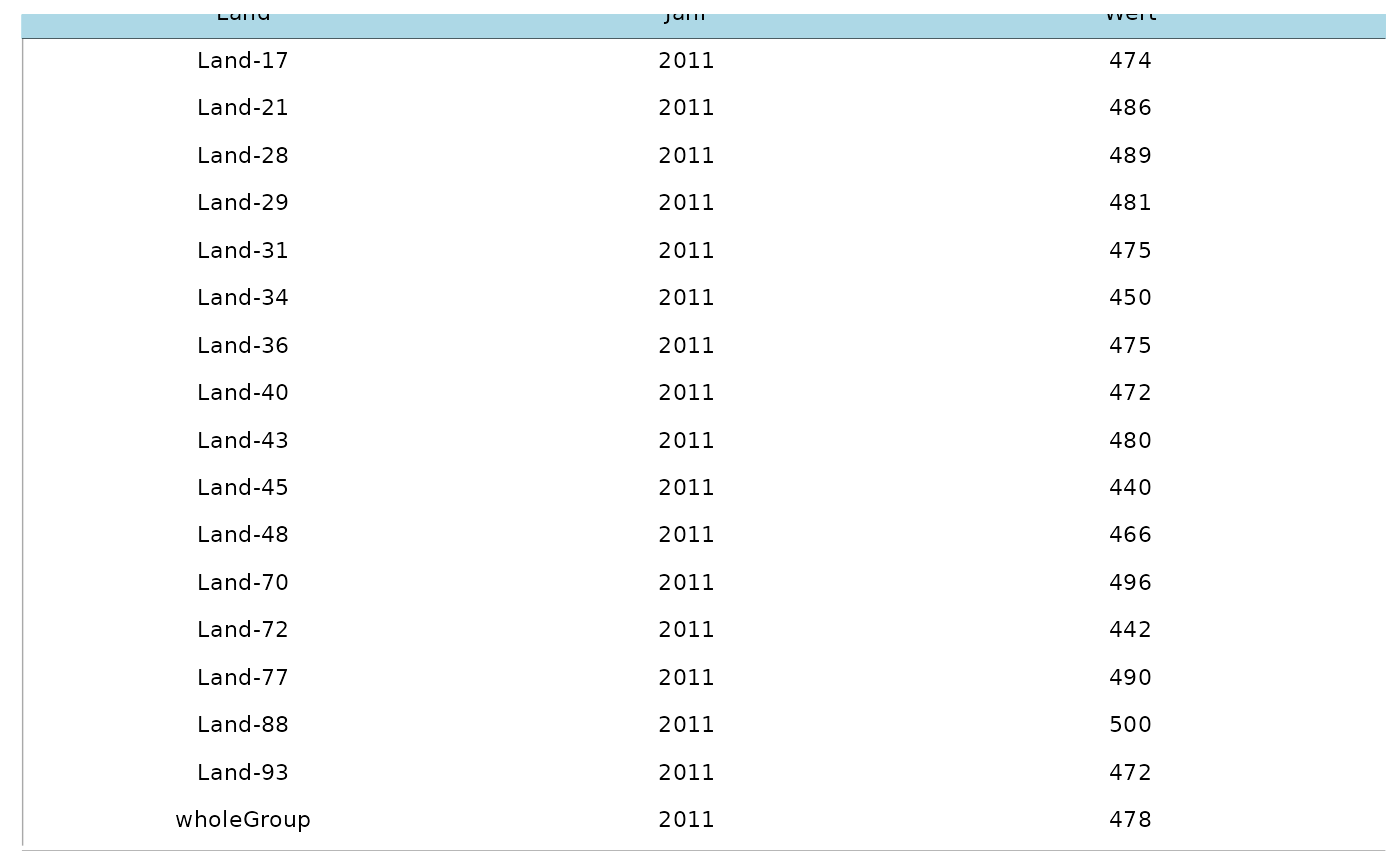 Land Jahr Wert
Land-17 2011 474
Land-21 2011 486
Land-28 2011 489
Land-29 2011 481
Land-31 2011 475
Land-34 2011 450
Land-36 2011 475
Land-40 2011 472
Land-43 2011 480
Land-45 2011 440
Land-48 2011 466
Land-70 2011 496
Land-72 2011 442
Land-77 2011 490
Land-88 2011 500
Land-93 2011 472
wholeGroup 2011 478